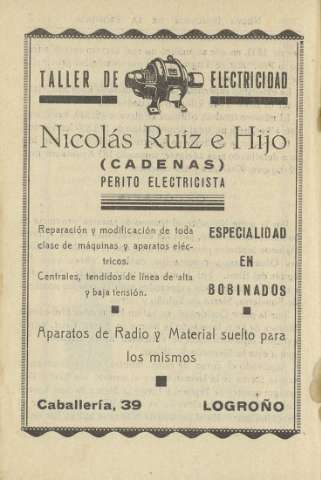 TALLER DE ELECTRICIDAD
Nicolás Ruíz e Hijo
(CADENAS)
PERITO ELECTRICISTA
Reparación y modificación de toda
clase de máquinas y aparatos eléc-
tricos.
Centrales, tendidos de línea de alta
y baja tensión.
ESPECIALIDAD
EN
BOBINADOS
Aparatos de Radio y Material suelto para
los mismos
Caballería, 39 LOGROÑO